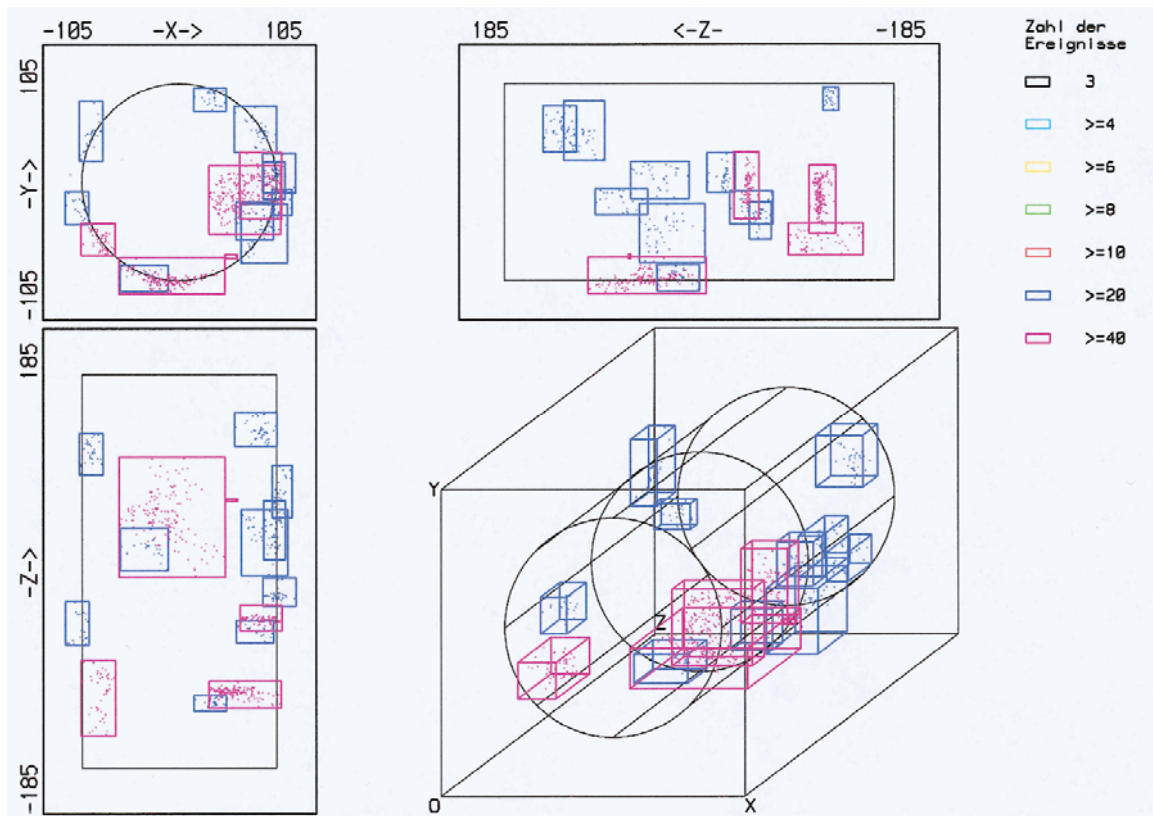 -105 -X-> 105
105
-Y->
-105
185 <-Z- -185
Zahl der
Ereignisse
3
>=4
>=6
>=8
>=10
>=20
>=40
185
-Z->
-185
Y
Z
O
X